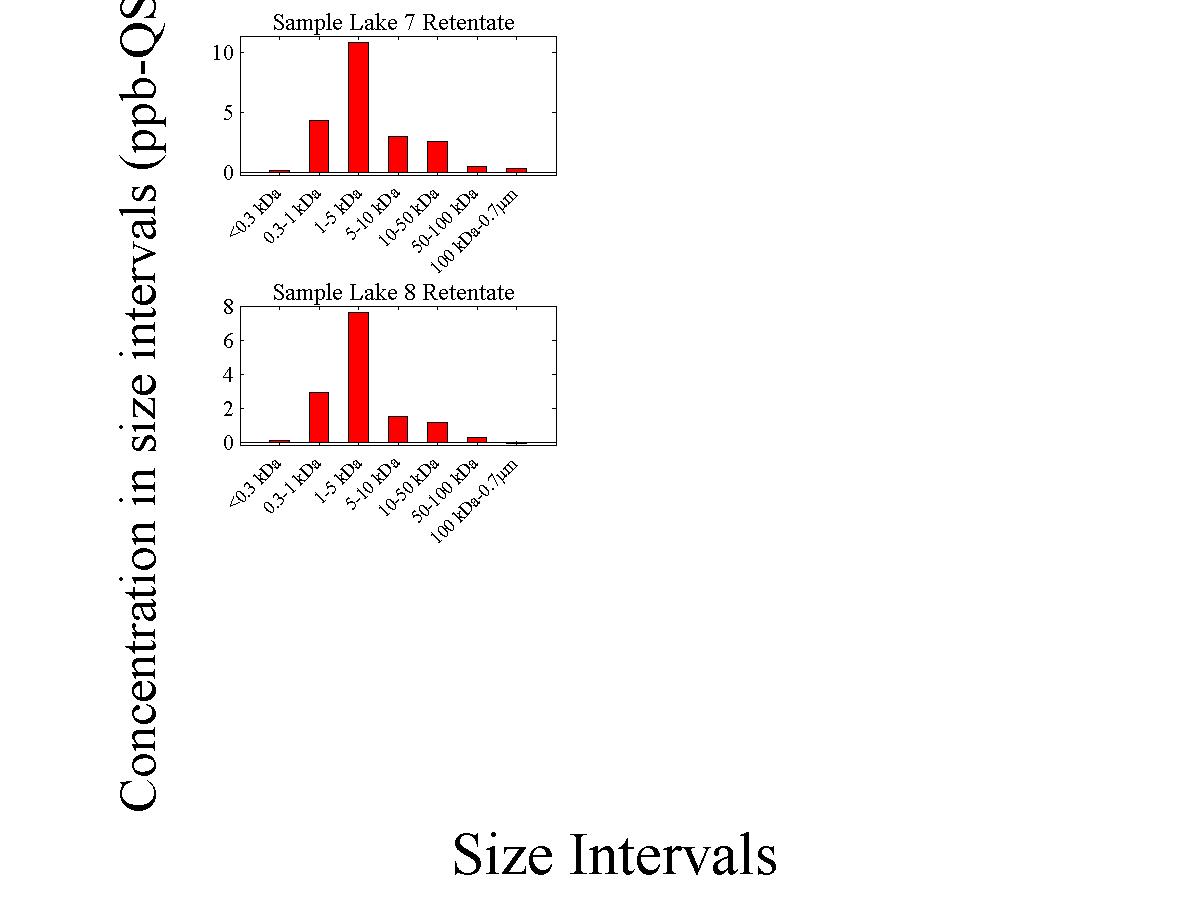 Concentration in size intervals (ppb-QS
Sample Lake 7 Retentate
10
5
0
<0.3 kDa
0.3-1 kDa
1-5 kDa
5-10 kDa
10-50 kDa
50-100 kDa
100 kDa-0.7µm
Sample Lake 8 Retentate
8
6
4
2
0
<0.3 kDa
0.3-1 kDa
1-5 kDa
5-10 kDa
10-50 kDa
50-100 kDa
100 kDa-0.7µm
Size Intervals